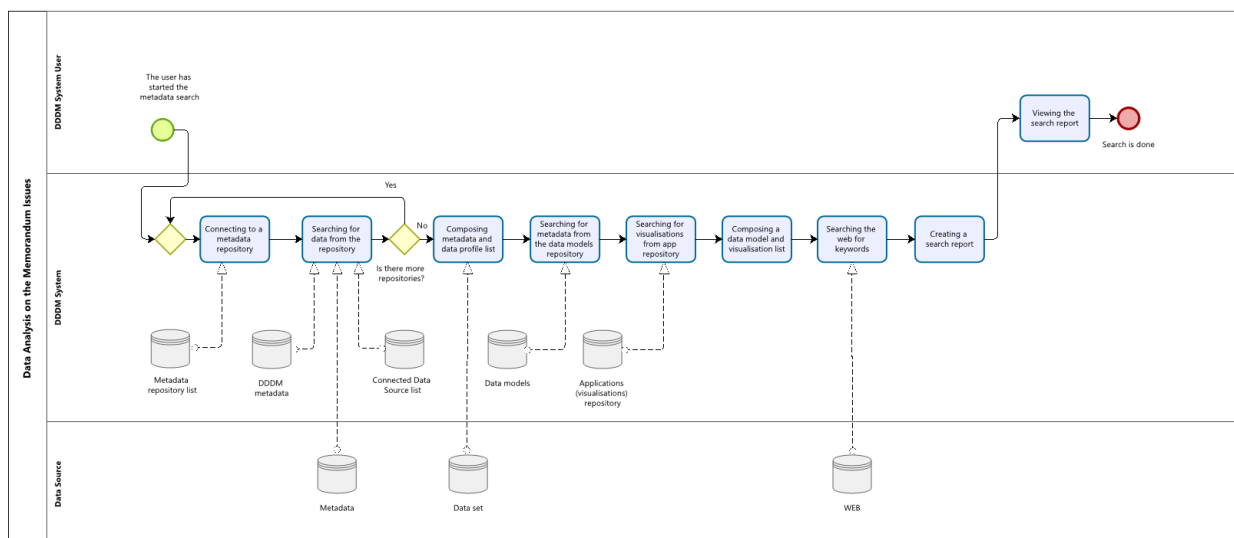 Data Analysis on the Memorandum Issues
DDDM System User
The user has
started the
metadata search
Viewing the
search report
Search is done
DDDM System
Yes
Connecting to a
metadata
repository
Searching for
data from the
repository
No
Is there more
repositories?
Composing
metadata and
data profile list
Searching for
metadata from
the data models
repository
Searching for
visualisations
from app
repository
Composing a
data model and
visualisation list
Searching the
web for
keywords
Creating a
search report
Metadata
repository list
DDDM
metadata
Connected Data
Source list
Data models
Applications
(visualisations)
repository
Data Source
Metadata
Data set
WEB